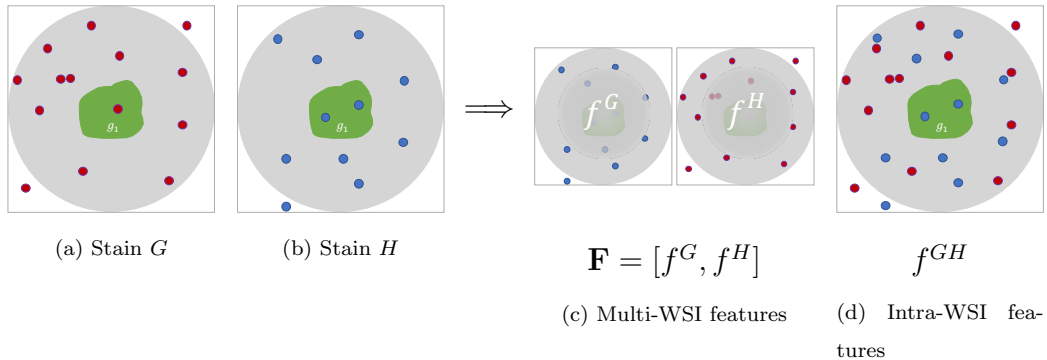 g₁
g₁
⟹
f^G
f^H
g₁
(a) Stain G
(b) Stain H
F = [f^G, f^H]
f^{GH}
(c) Multi-WSI features
(d) Intra-WSI fea-
tures